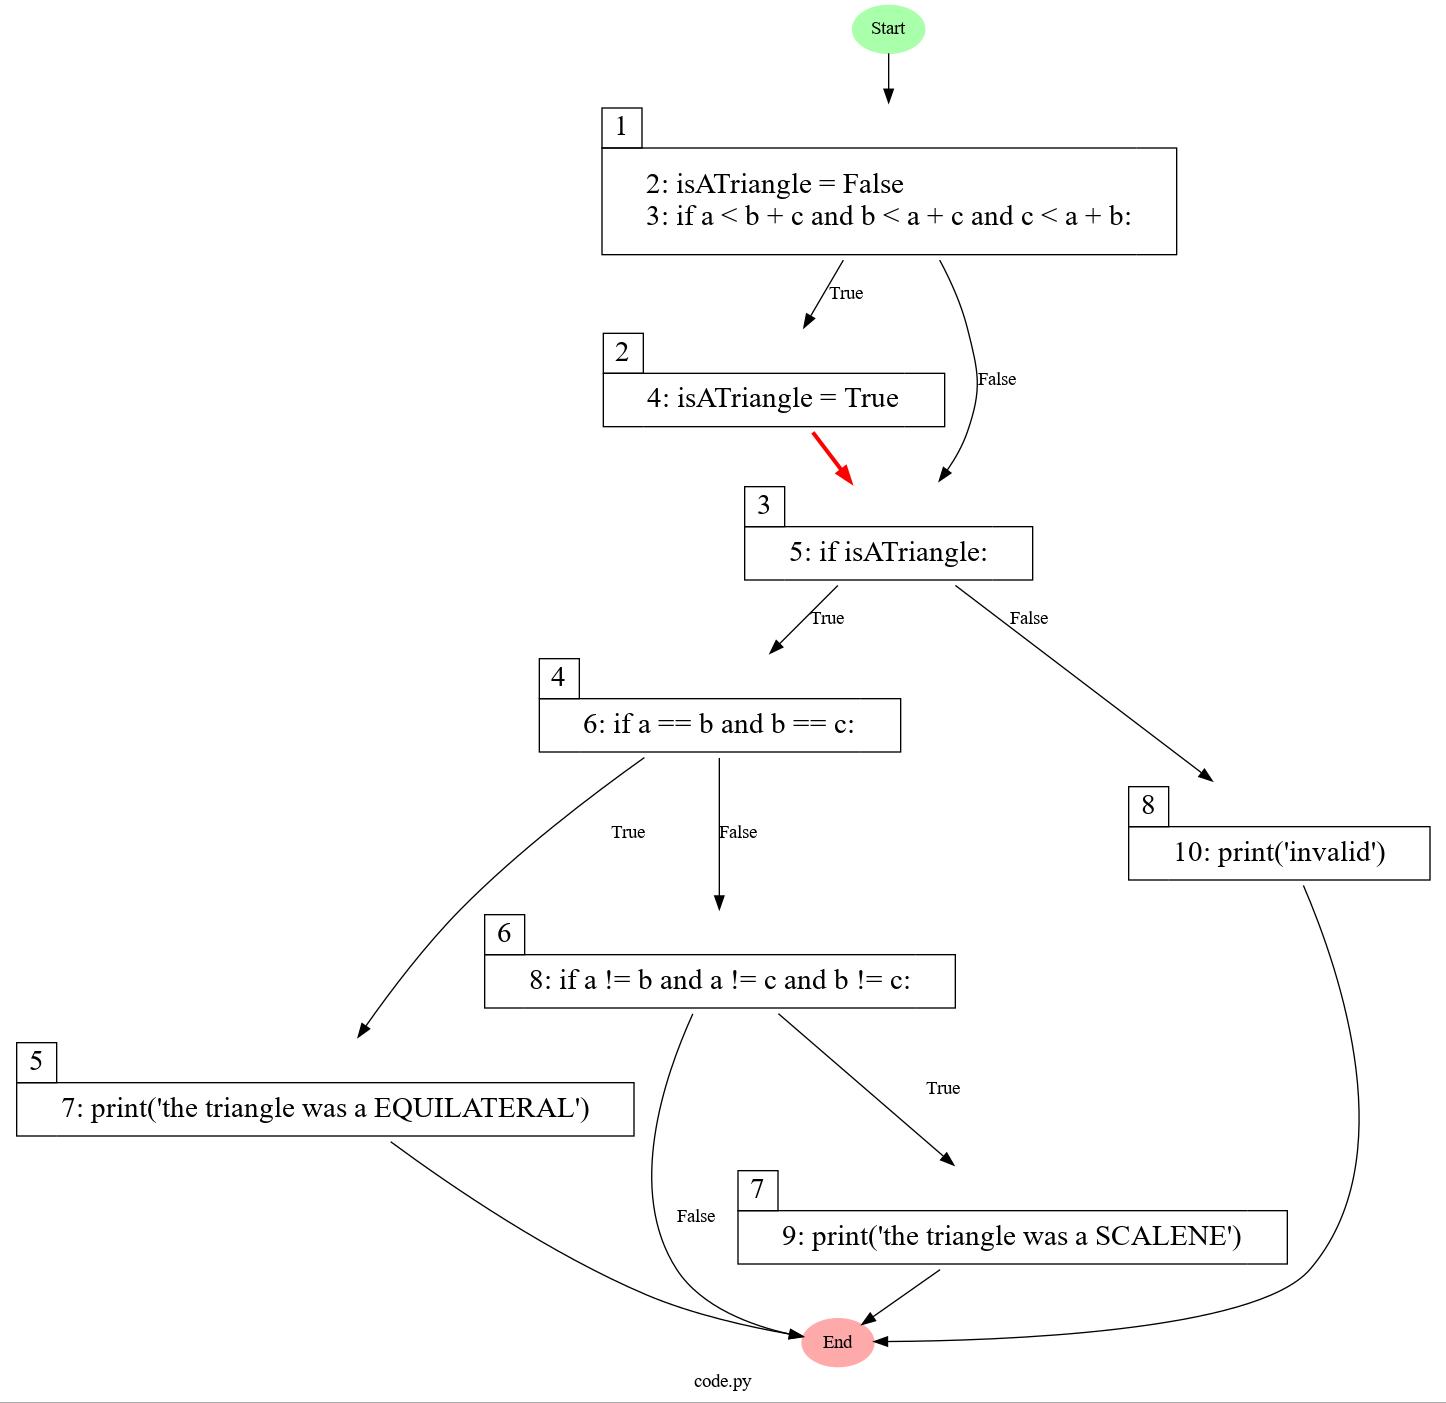 Start
1
2: isATriangle = False
3: if a < b + c and b < a + c and c < a + b:
True
2
False
4: isATriangle = True
3
5: if isATriangle:
True
False
4
6: if a == b and b == c:
8
True
False
10: print('invalid')
6
8: if a != b and a != c and b != c:
5
True
7: print('the triangle was a EQUILATERAL')
7
False
9: print('the triangle was a SCALENE')
End
code.py